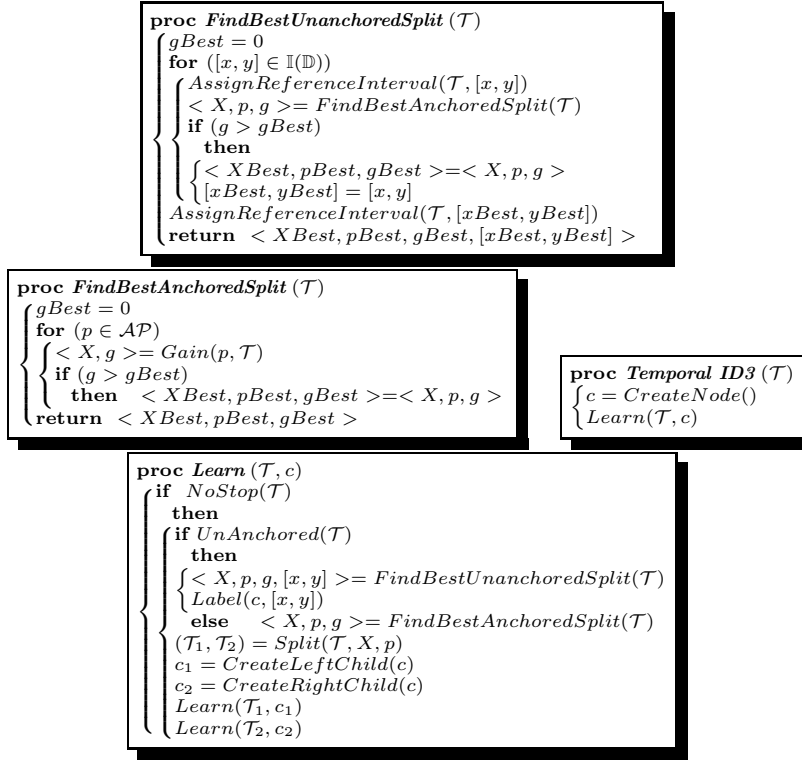 proc FindBestUnanchoredSplit (𝒯)
gBest = 0
for ([x, y] ∈ 𝕀(𝔻))
AssignReferenceInterval(𝒯, [x, y])
< X, p, g >= FindBestAnchoredSplit(𝒯)
if (g > gBest)
then
< XBest, pBest, gBest >=< X, p, g >
[xBest, yBest] = [x, y]
AssignReferenceInterval(𝒯, [xBest, yBest])
return < XBest, pBest, gBest, [xBest, yBest] >
proc FindBestAnchoredSplit (𝒯)
gBest = 0
for (p ∈ 𝒜𝒫)
< X, g >= Gain(p, 𝒯)
if (g > gBest)
then < XBest, pBest, gBest >=< X, p, g >
return < XBest, pBest, gBest >
proc Temporal ID3 (𝒯)
c = CreateNode()
Learn(𝒯, c)
proc Learn (𝒯, c)
if NoStop(𝒯)
then
if UnAnchored(𝒯)
then
< X, p, g, [x, y] >= FindBestUnanchoredSplit(𝒯)
Label(c, [x, y])
else < X, p, g >= FindBestAnchoredSplit(𝒯)
(𝒯₁, 𝒯₂) = Split(𝒯, X, p)
c₁ = CreateLeftChild(c)
c₂ = CreateRightChild(c)
Learn(𝒯₁, c₁)
Learn(𝒯₂, c₂)